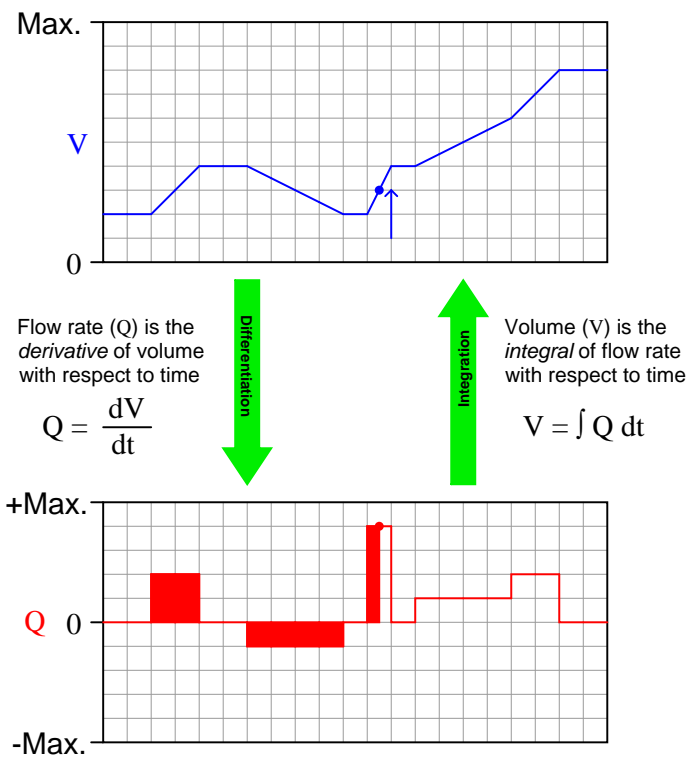 Max.
V
0
Flow rate (Q) is the
derivative of volume
with respect to time
Q = dV
dt
Differentiation
Integration
Volume (V) is the
integral of flow rate
with respect to time
V = ∫ Q dt
+Max.
Q 0
-Max.